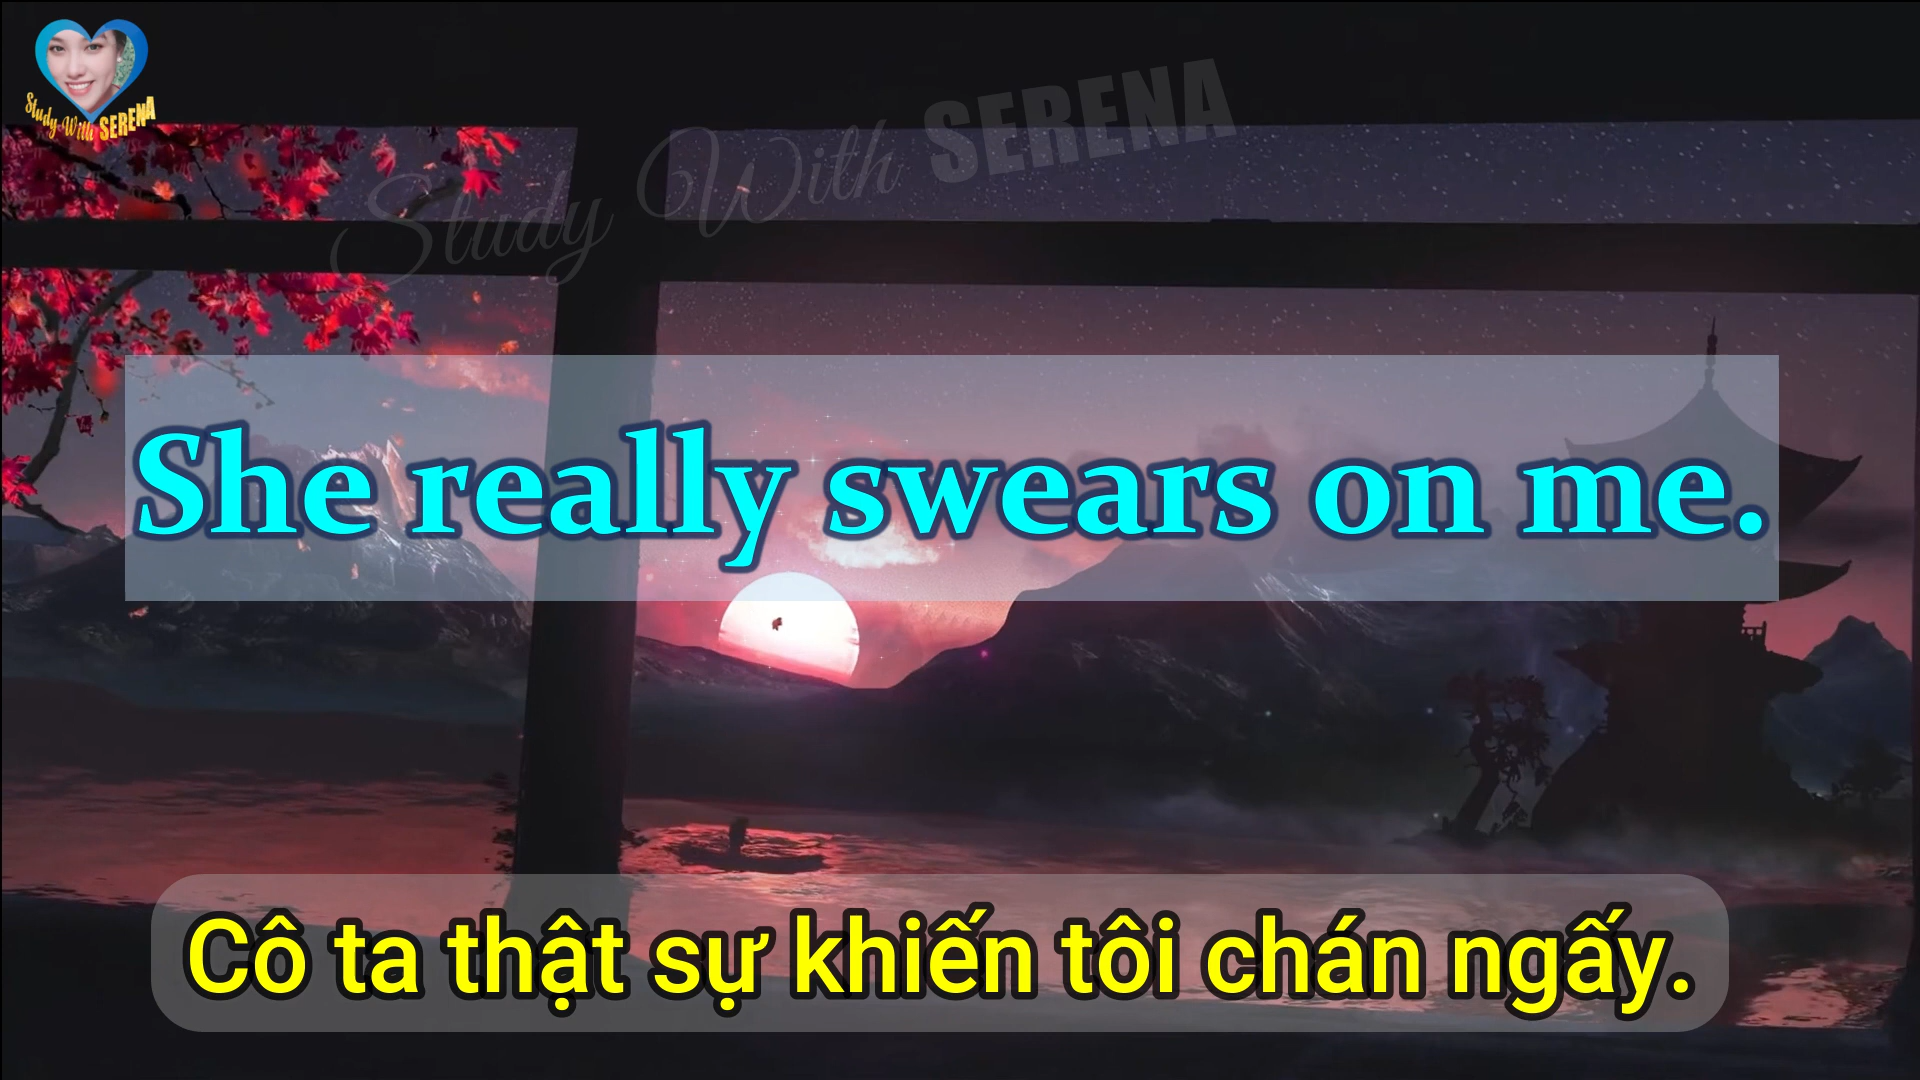 Study With SERENA
Study With SERENA
She really swears on me.
Cô ta thật sự khiến tôi chán ngấy.